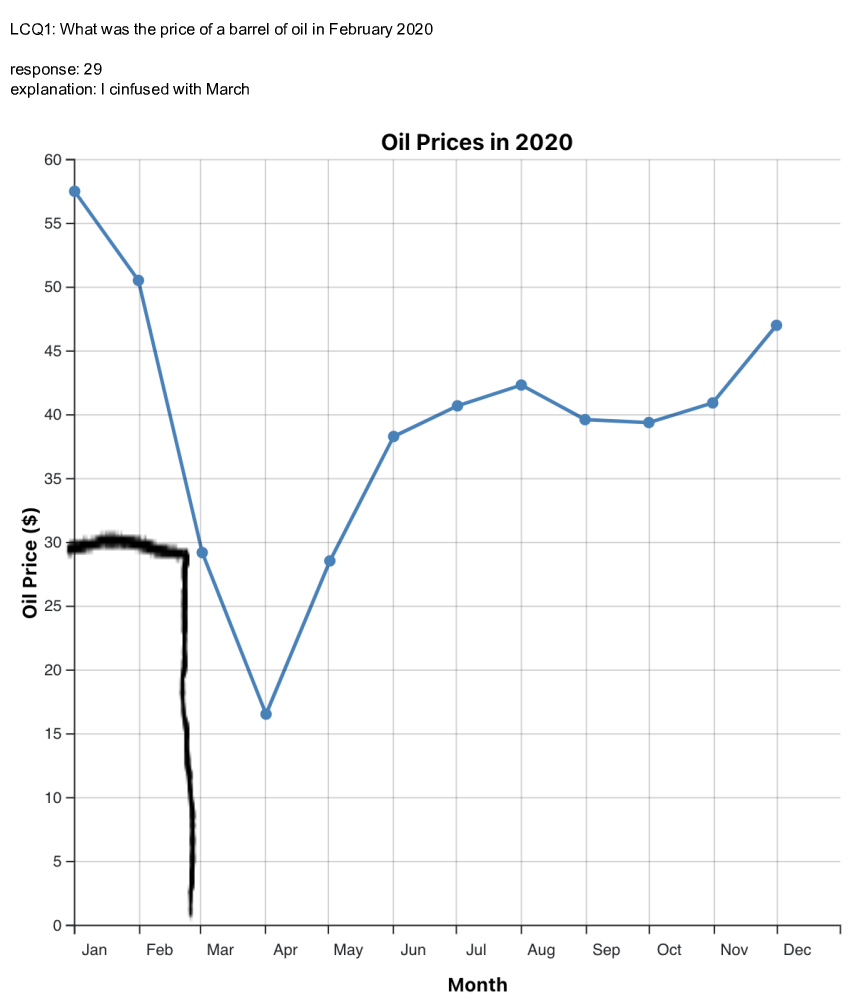 LCQ1: What was the price of a barrel of oil in February 2020
response: 29
explanation: I cinfused with March
Oil Prices in 2020
60
55
50
45
40
35
30
25
20
15
10
5
0
Oil Price ($)
Jan Feb Mar Apr May Jun Jul Aug Sep Oct Nov Dec
Month